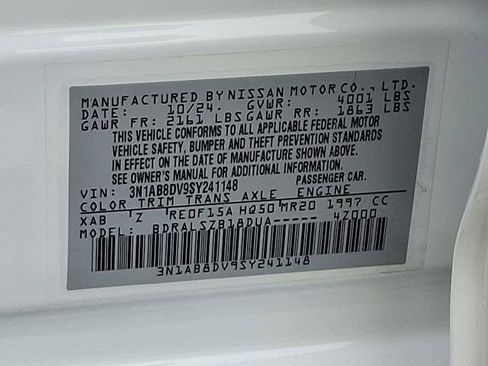 MANUFACTURED BY NISSAN MOTOR CO., LTD.
DATE: 10/24 GVWR: 4001 LBS
GAWR FR: 2161 LBS GAWR RR: 1863 LBS
THIS VEHICLE CONFORMS TO ALL APPLICABLE FEDERAL MOTOR
VEHICLE SAFETY, BUMPER AND THEFT PREVENTION STANDARDS
IN EFFECT ON THE DATE OF MANUFACTURE SHOWN ABOVE.
SEE OWNER'S MANUAL FOR ADDITIONAL INFORMATION.
VIN: 3N1AB8DV9SY241148 PASSENGER CAR.
COLOR TRIM TRANS AXLE ENGINE
XAB Z RE0F15A HQ50 MR20 1997 CC
MODEL: BDRALSZB18DUA----- 4Z000
3N1AB8DV9SY241148